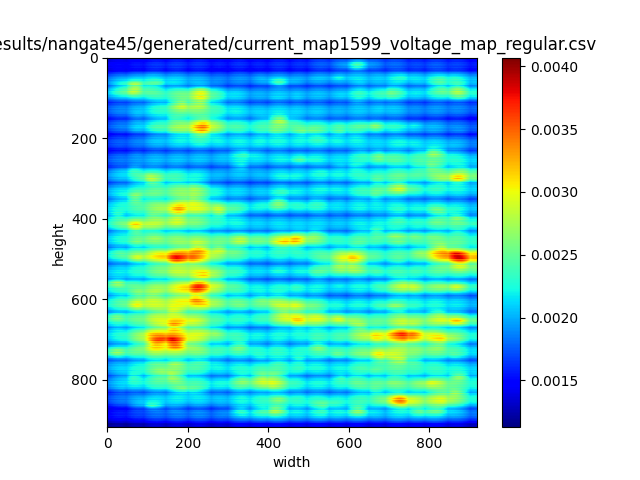 esults/nangate45/generated/current_map1599_voltage_map_regular.csv
0
200
400
600
800
height
0 200 400 600 800
width
0.0040
0.0035
0.0030
0.0025
0.0020
0.0015